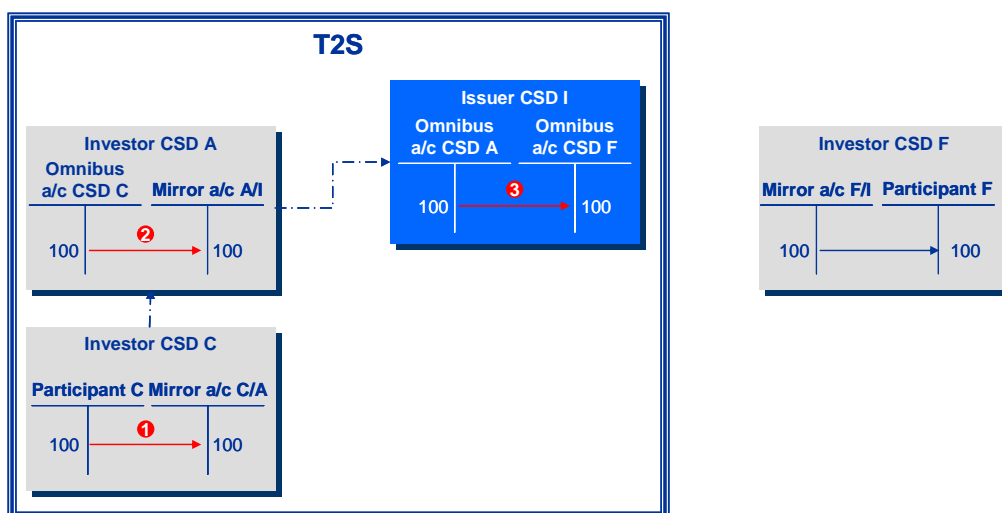 T2S
Issuer CSD I
Omnibus
a/c CSD A
Omnibus
a/c CSD F
100
3
100
Investor CSD A
Omnibus
a/c CSD C
Mirror a/c A/I
100
2
100
Investor CSD C
Participant C
Mirror a/c C/A
100
1
100
Investor CSD F
Mirror a/c F/I
Participant F
100
100